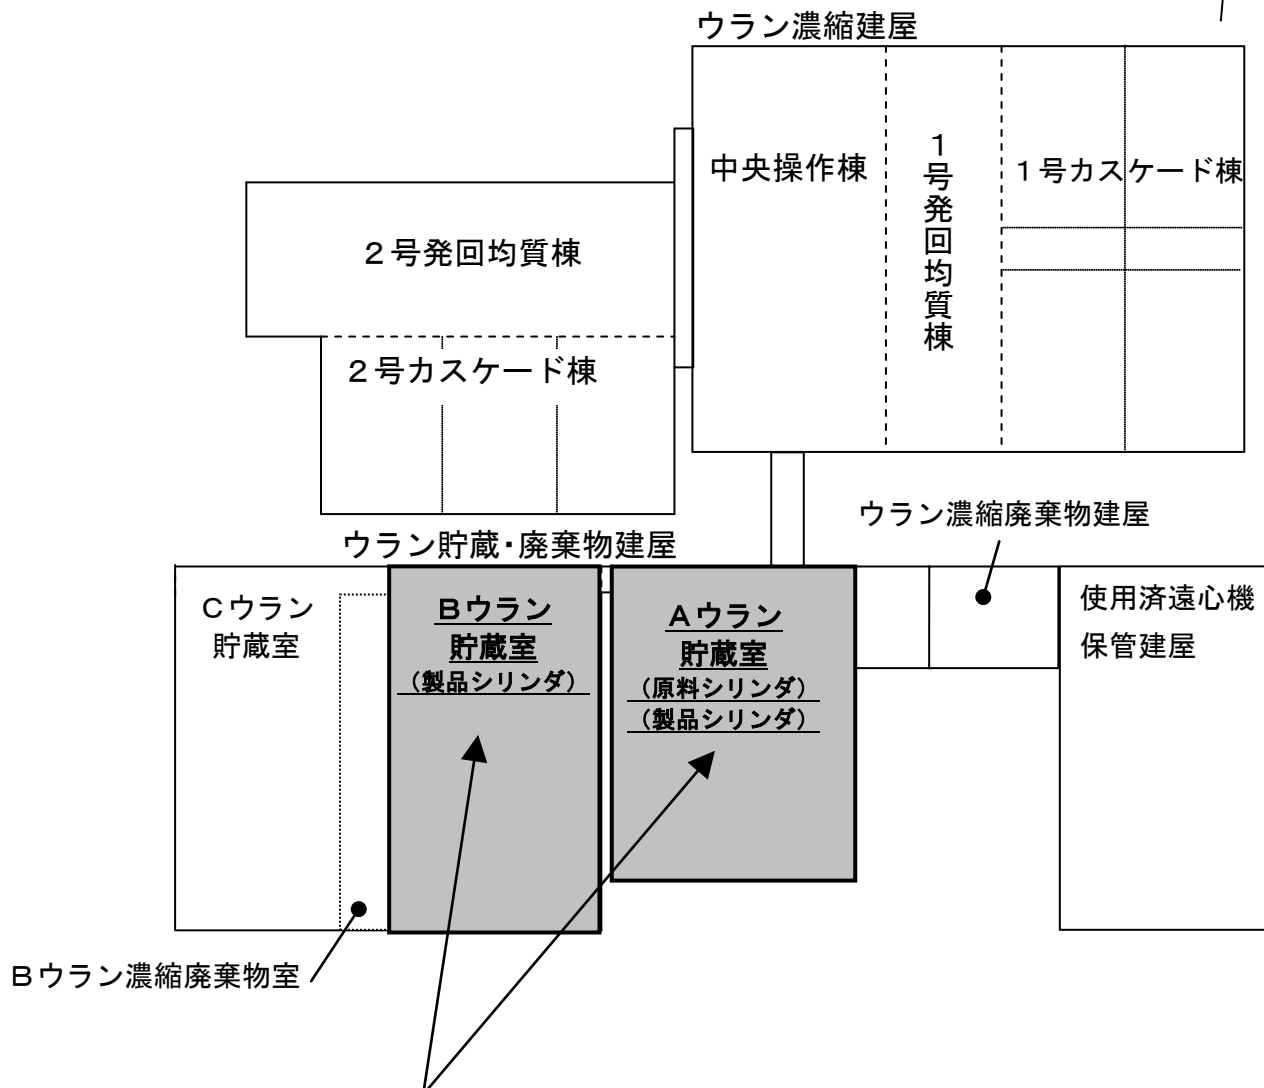 ウラン濃縮建屋
中央操作棟
1号発回均質棟
1号カスケード棟
2号発回均質棟
2号カスケード棟
ウラン濃縮廃棄物建屋
ウラン貯蔵・廃棄物建屋
Cウラン
貯蔵室
Bウラン
貯蔵室
(製品シリンダ)
Aウラン
貯蔵室
(原料シリンダ)
(製品シリンダ)
使用済遠心機
保管建屋
Bウラン濃縮廃棄物室